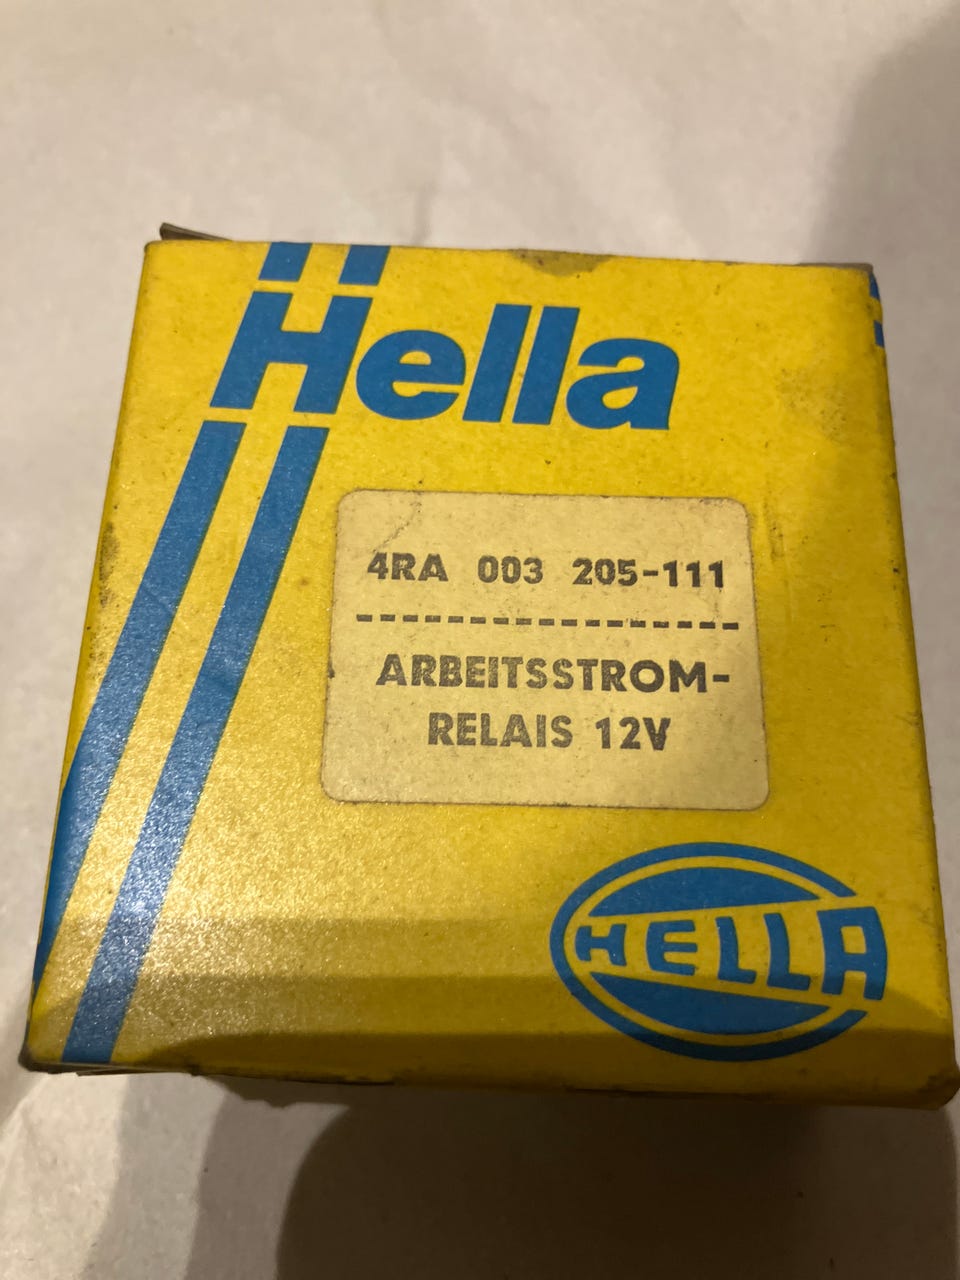 Hella
4RA 003 205-111
ARBEITSSTROM-
RELAIS 12V
HELLA